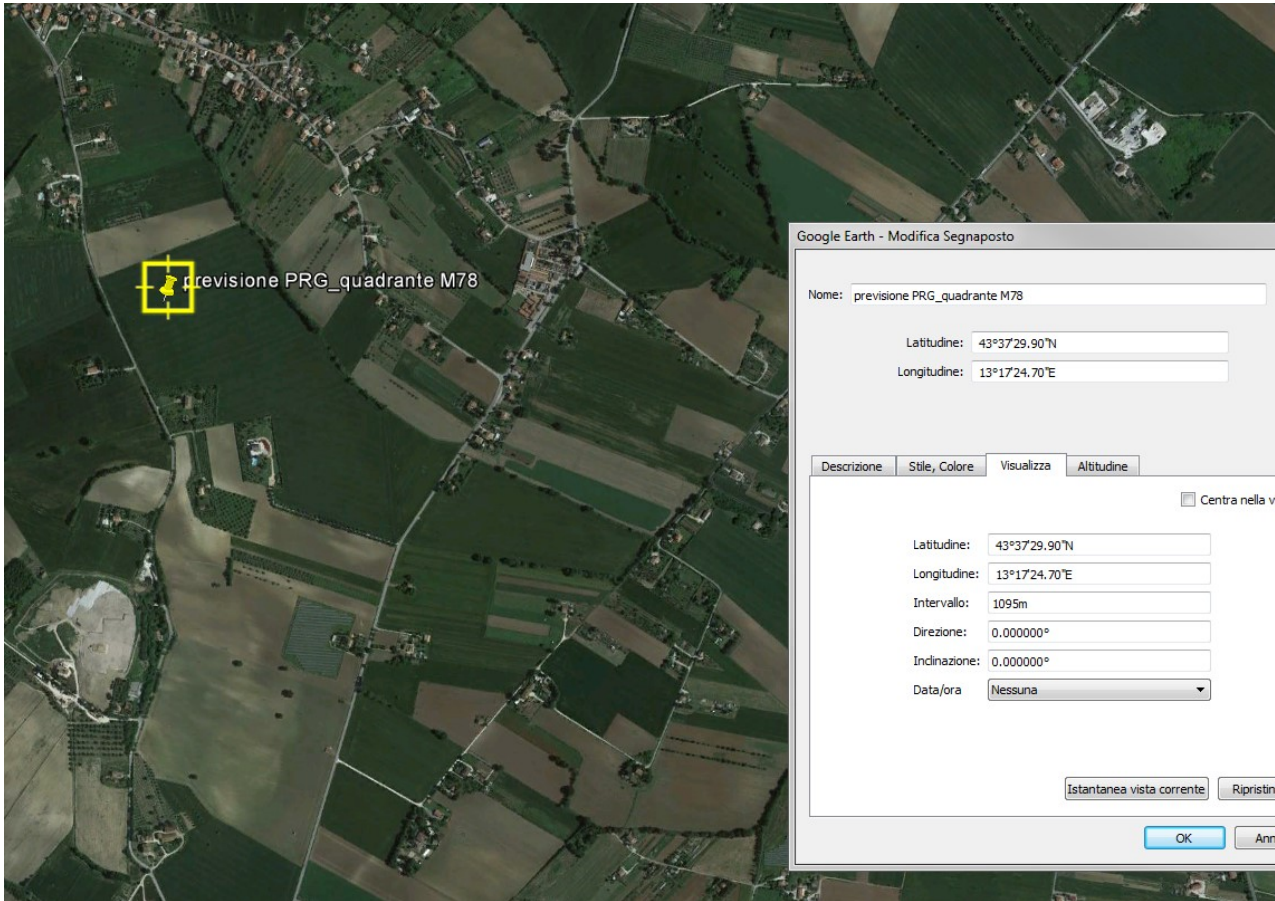 previsione PRG_quadrante M78
Google Earth - Modifica Segnaposto
Nome: previsione PRG_quadrante M78
Latitudine: 43°37'29.90"N
Longitudine: 13°17'24.70"E
Descrizione Stile, Colore Visualizza Altitudine
Centra nella v
Latitudine: 43°37'29.90"N
Longitudine: 13°17'24.70"E
Intervallo: 1095m
Direzione: 0.000000°
Inclinazione: 0.000000°
Data/ora Nessuna
Istantanea vista corrente Ripristin
OK Ann